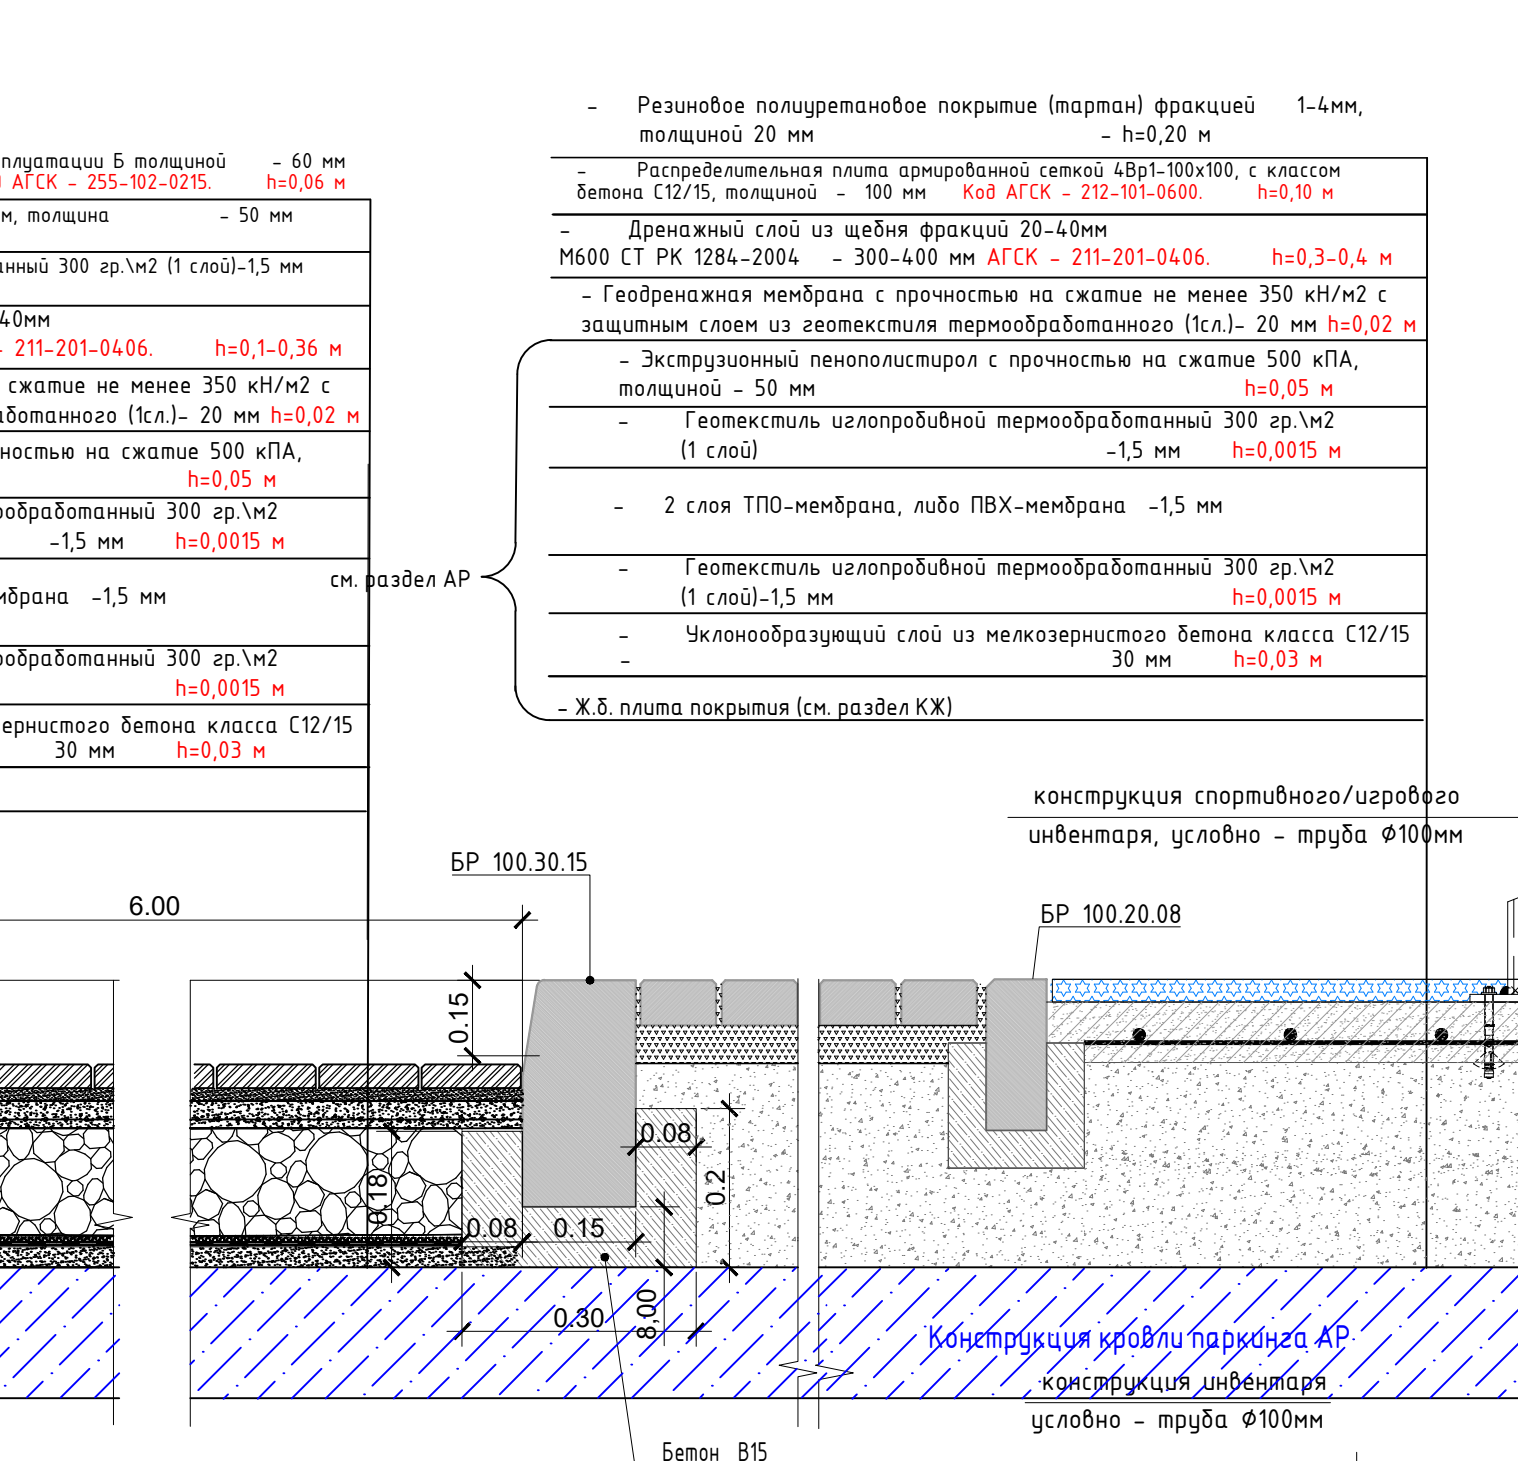 плуатации Б толщиной - 60 мм
АГСК - 255-102-0215. h=0,06 м
м, толщина - 50 мм
нный 300 гр.\м2 (1 слой)-1,5 мм
40мм
- 211-201-0406. h=0,1-0,36 м
сжатие не менее 350 кН/м2 с
аботанного (1сл.)- 20 мм h=0,02 м
ностью на сжатие 500 кПА,
h=0,05 м
ообработанный 300 гр.\м2
-1,5 мм h=0,0015 м
мбрана -1,5 мм
ообработанный 300 гр.\м2
h=0,0015 м
ернистого бетона класса С12/15
30 мм h=0,03 м
- Резиновое полиуретановое покрытие (тартан) фракцией 1-4мм,
толщиной 20 мм - h=0,20 м
- Распределительная плита армированной сеткой 4Вр1-100х100, с классом
бетона С12/15, толщиной - 100 мм Код АГСК - 212-101-0600. h=0,10 м
- Дренажный слой из щебня фракций 20-40мм
М600 СТ РК 1284-2004 - 300-400 мм АГСК - 211-201-0406. h=0,3-0,4 м
- Геодренажная мембрана с прочностью на сжатие не менее 350 кН/м2 с
защитным слоем из геотекстиля термообработанного (1сл.)- 20 мм h=0,02 м
- Экструзионный пенополистирол с прочностью на сжатие 500 кПА,
толщиной - 50 мм h=0,05 м
- Геотекстиль иглопробивной термообработанный 300 гр.\м2
(1 слой) -1,5 мм h=0,0015 м
- 2 слоя ТПО-мембрана, либо ПВХ-мембрана -1,5 мм
см. раздел АР
- Геотекстиль иглопробивной термообработанный 300 гр.\м2
(1 слой)-1,5 мм h=0,0015 м
- Уклонообразующий слой из мелкозернистого бетона класса С12/15
- 30 мм h=0,03 м
- Ж.б. плита покрытия (см. раздел КЖ)
конструкция спортивного/игрового
инвентаря, условно - труба Ф100мм
БР 100.30.15
6.00
БР 100.20.08
0.15
0.08
0.18
0.2
0.08 0.15
0.30
8,00
Конструкция кровли паркинга АР
конструкция инвентаря
условно - труба Ф100мм
Бетон В15